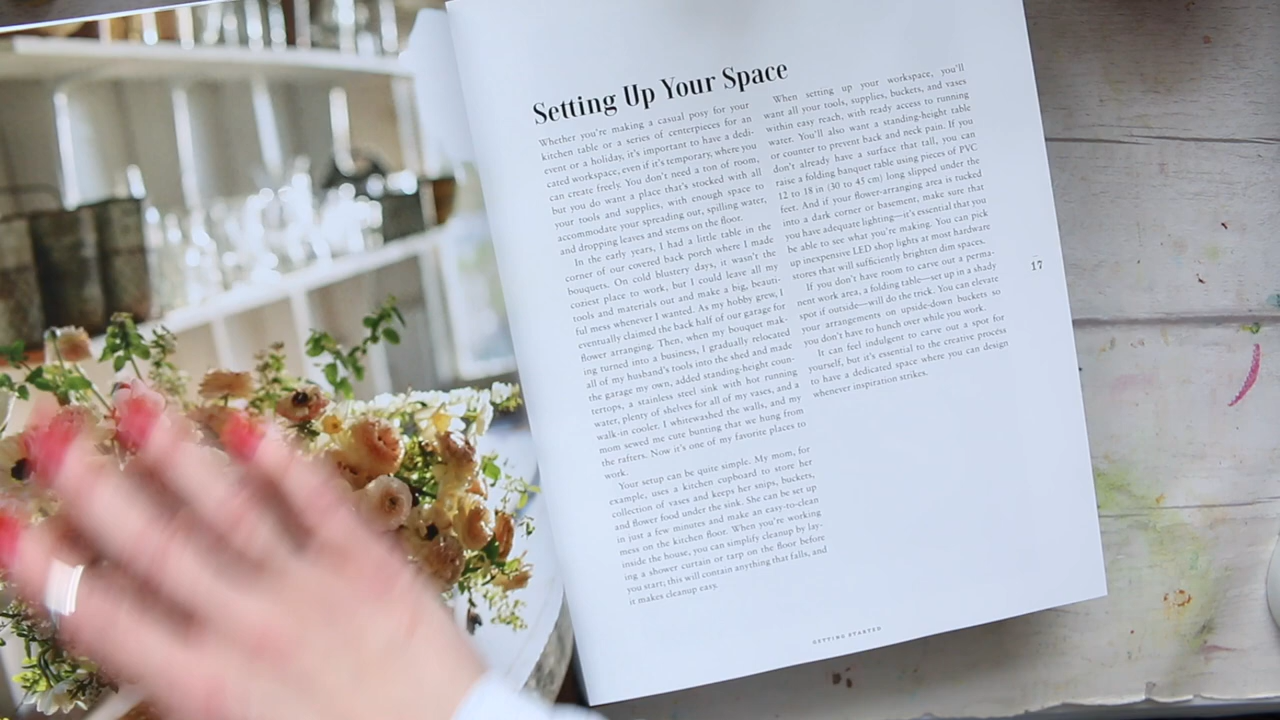 Setting Up Your Space
Whether you're making a casual posy for your
kitchen table or a series of centerpieces for an
event or a holiday, it's important to have a dedi-
cated workspace, even if it's temporary, where you
can create freely. You don't need a ton of room,
but you do want a place that's stocked with all
your tools and supplies, with enough space to
accommodate your spreading out, spilling water,
and dropping leaves and stems on the floor.
In the early years, I had a little table in the
corner of our covered back porch where I made
bouquets. On cold blustery days, it wasn't the
coziest place to work, but I could leave all my
tools and materials out and make a big, beauti-
ful mess whenever I wanted. As my hobby grew, I
eventually claimed the back half of our garage for
flower arranging. Then, when my bouquet mak-
ing turned into a business, I gradually relocated
all of my husband's tools into the shed and made
the garage my own, added standing-height coun-
tertops, a stainless steel sink with hot running
water, plenty of shelves for all of my vases, and a
walk-in cooler. I whitewashed the walls, and my
mom sewed me cute bunting that we hung from
the rafters. Now it's one of my favorite places to
work.
Your setup can be quite simple. My mom, for
example, uses a kitchen cupboard to store her
collection of vases and keeps her snips, buckets,
and flower food under the sink. She can be set up
in just a few minutes and make an easy-to-clean
mess on the kitchen floor. When you're working
inside the house, you can simplify cleanup by lay-
ing a shower curtain or tarp on the floor before
you start; this will contain anything that falls, and
it makes cleanup easy.
When setting up your workspace, you'll
want all your tools, supplies, buckets, and vases
within easy reach, with ready access to running
water. You'll also want a standing-height table
or counter to prevent back and neck pain. If you
don't already have a surface that tall, you can
raise a folding banquet table using pieces of PVC
12 to 18 in (30 to 45 cm) long slipped under the
feet. And if your flower-arranging area is tucked
into a dark corner or basement, make sure that
you have adequate lighting—it's essential that you
be able to see what you're making. You can pick
up inexpensive LED shop lights at most hardware
stores that will sufficiently brighten dim spaces.
If you don't have room to carve out a perma-
nent work area, a folding table—set up in a shady
spot if outside—will do the trick. You can elevate
your arrangements on upside-down buckets so
you don't have to hunch over while you work.
It can feel indulgent to carve out a spot for
yourself, but it's essential to the creative process
to have a dedicated space where you can design
whenever inspiration strikes.
17
GETTING STARTED